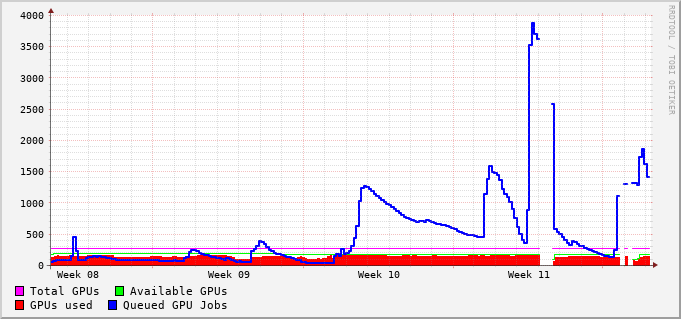 RRDTOOL / TOBI OETIKER
4000
3500
3000
2500
2000
1500
1000
500
0
Week 08 Week 09 Week 10 Week 11
Total GPUs Available GPUs
GPUs used Queued GPU Jobs